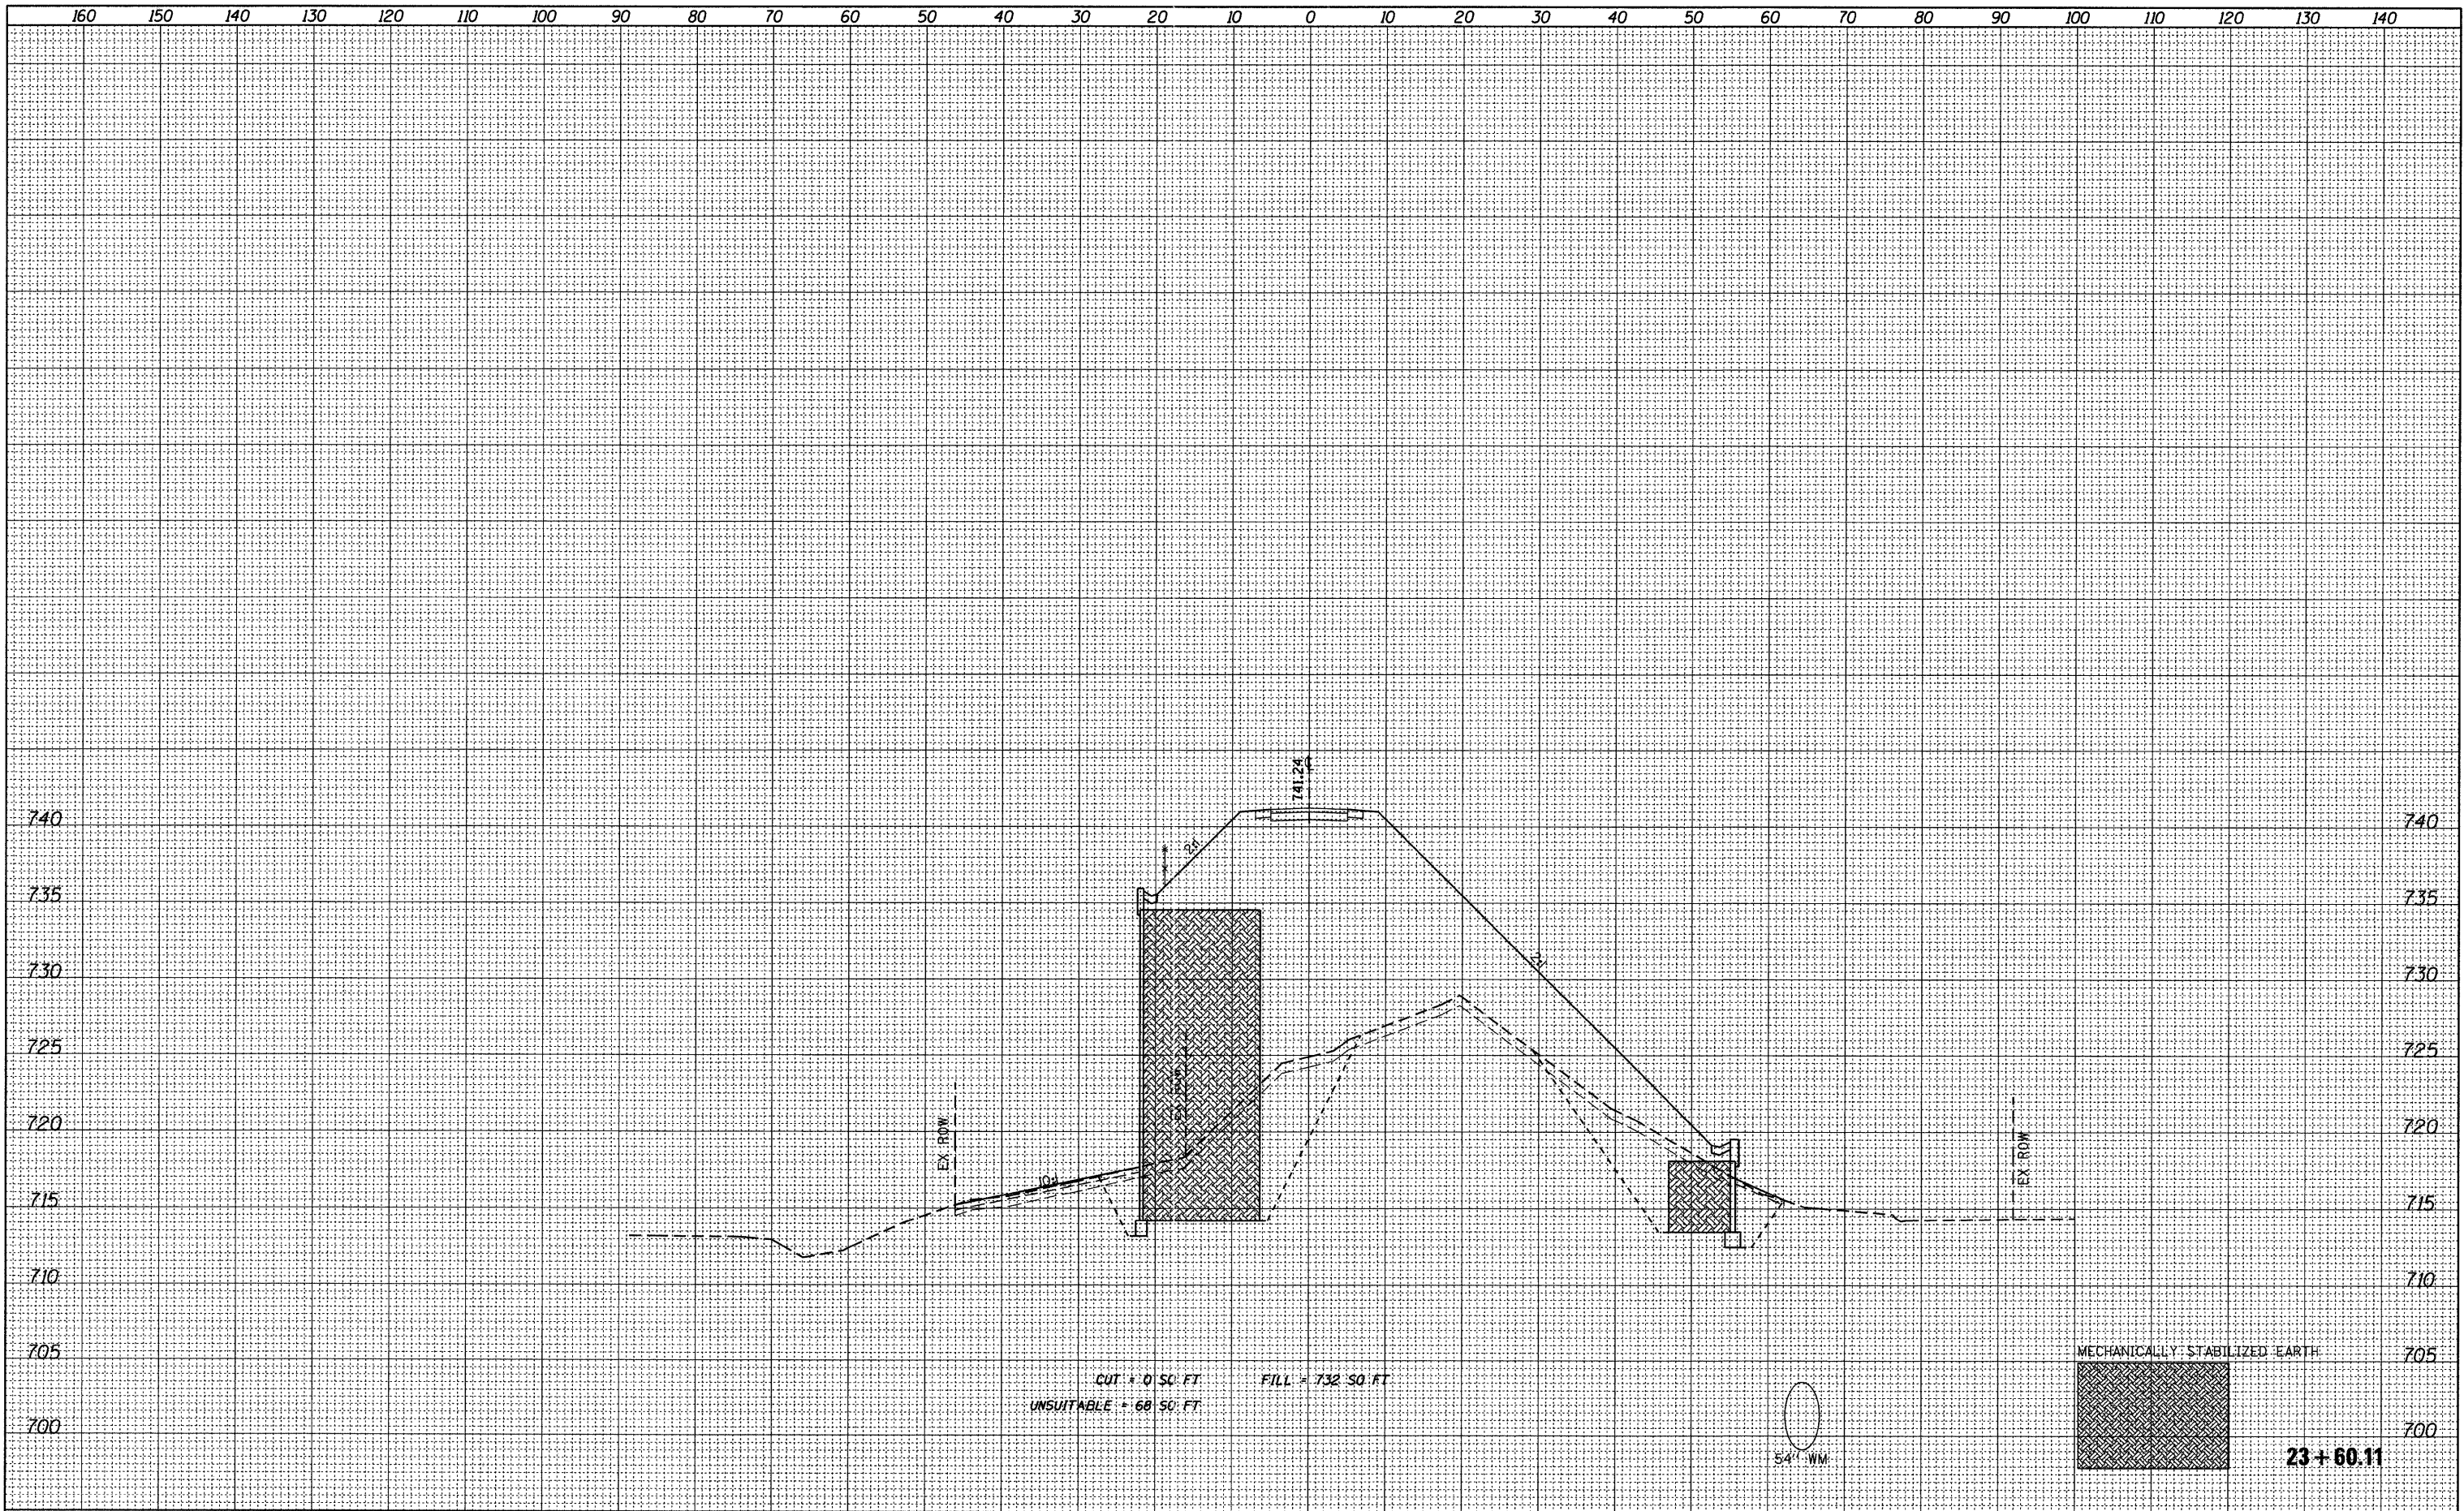 160 150 140 130 120 110 100 90 80 70 60 50 40 30 20 10 0 10 20 30 40 50 60 70 80 90 100 110 120 130 140
741.24
740 740
2:1
735 735
2:1
730 730
725 725
720 720
EX ROW
EX ROW
10:1
715 715
710 710
MECHANICALLY STABILIZED EARTH
705 705
CUT = 0 SQ FT FILL = 732 SQ FT
UNSUITABLE = 68 SQ FT
700 700
54" WM
23+60.11